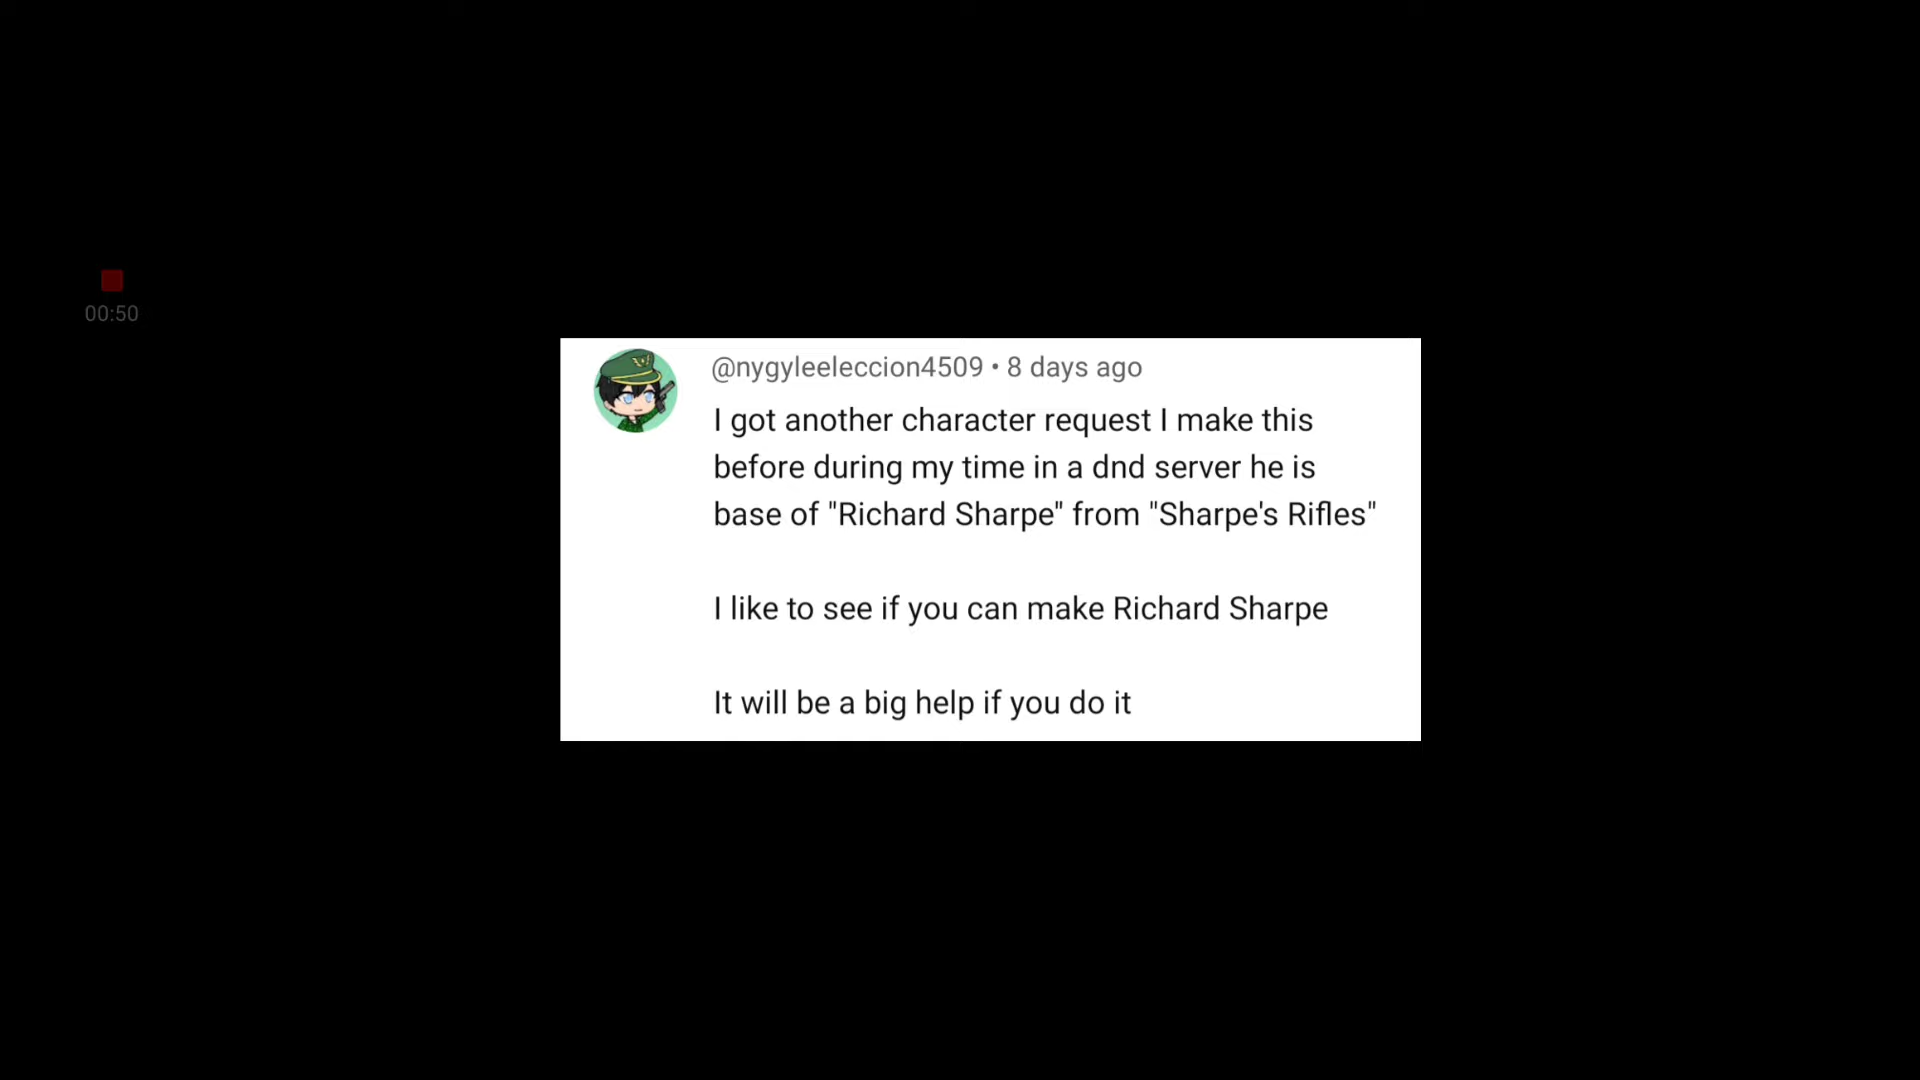 00:50
@nygyleeleccion4509 • 8 days ago
I got another character request I make this
before during my time in a dnd server he is
base of "Richard Sharpe" from "Sharpe's Rifles"
I like to see if you can make Richard Sharpe
It will be a big help if you do it